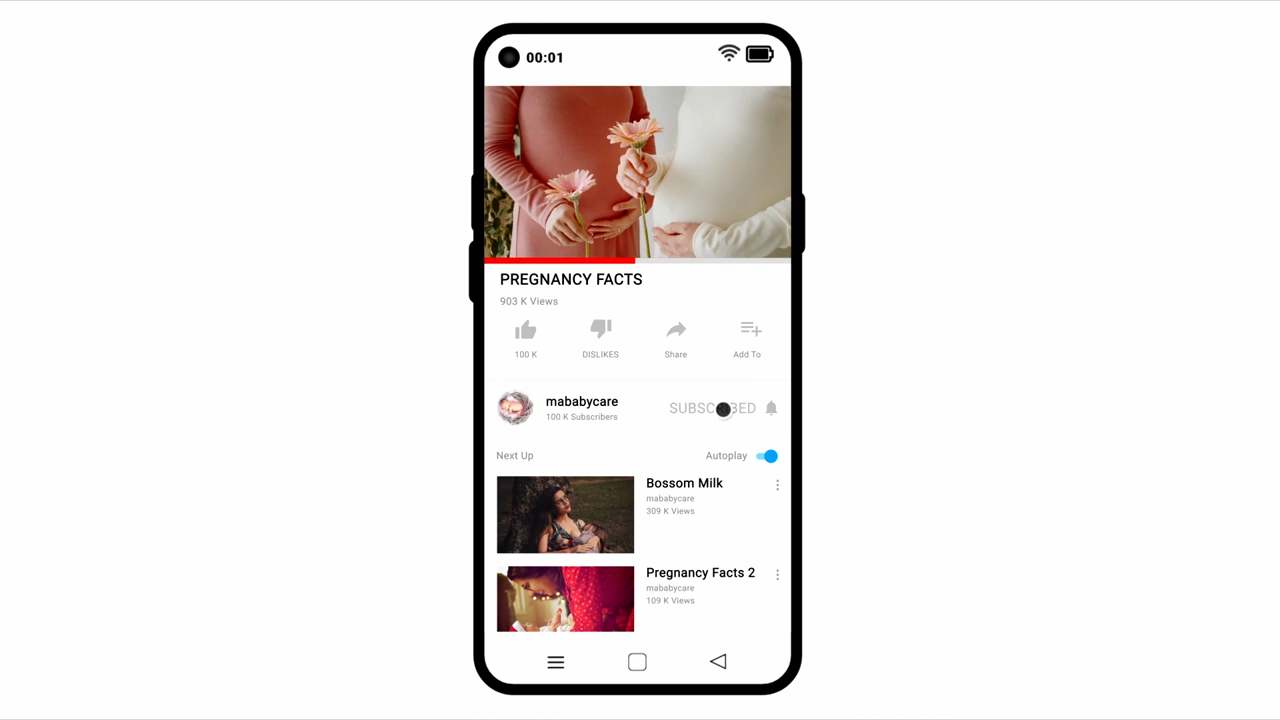 00:01
PREGNANCY FACTS
903 K Views
100 K
DISLIKES
Share
Add To
mababycare
100 K Subscribers
SUBSCRIBED
Next Up
Autoplay
Bossom Milk
mababycare
309 K Views
Pregnancy Facts 2
mababycare
109 K Views